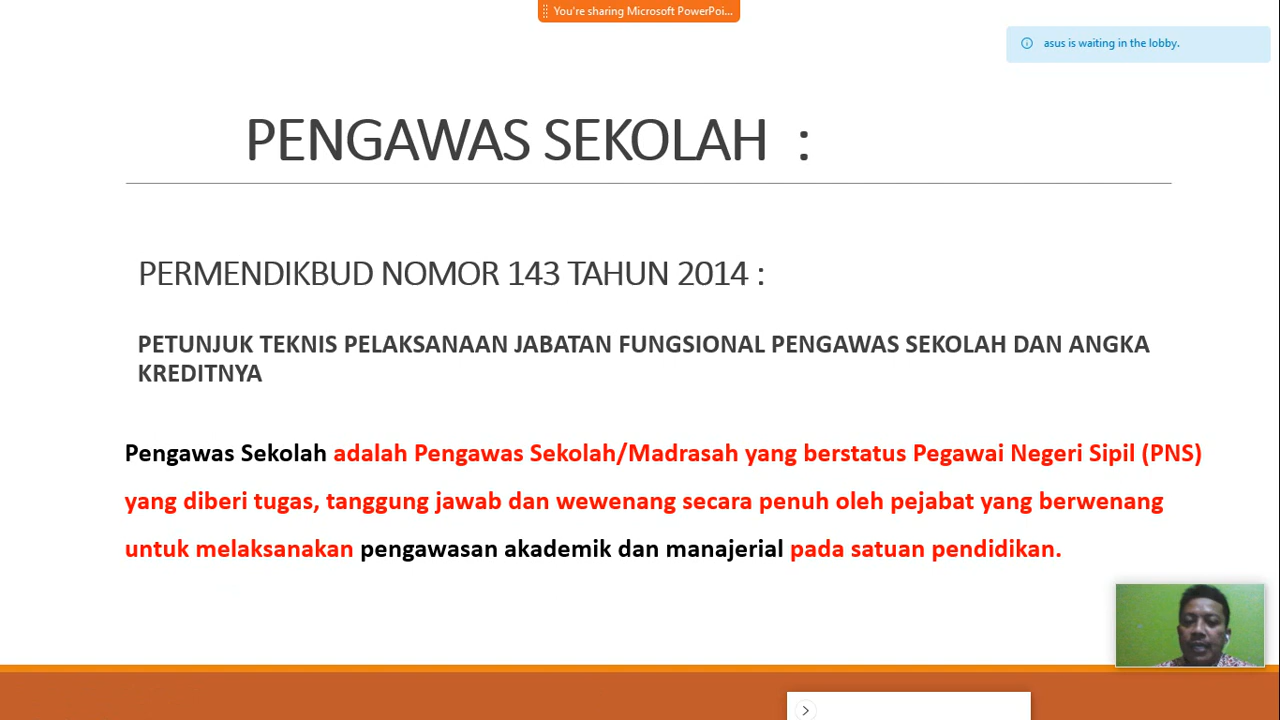 You're sharing Microsoft PowerPoi...
asus is waiting in the lobby.
PENGAWAS SEKOLAH :
PERMENDIKBUD NOMOR 143 TAHUN 2014 :
PETUNJUK TEKNIS PELAKSANAAN JABATAN FUNGSIONAL PENGAWAS SEKOLAH DAN ANGKA
KREDITNYA
Pengawas Sekolah adalah Pengawas Sekolah/Madrasah yang berstatus Pegawai Negeri Sipil (PNS)
yang diberi tugas, tanggung jawab dan wewenang secara penuh oleh pejabat yang berwenang
untuk melaksanakan pengawasan akademik dan manajerial pada satuan pendidikan.